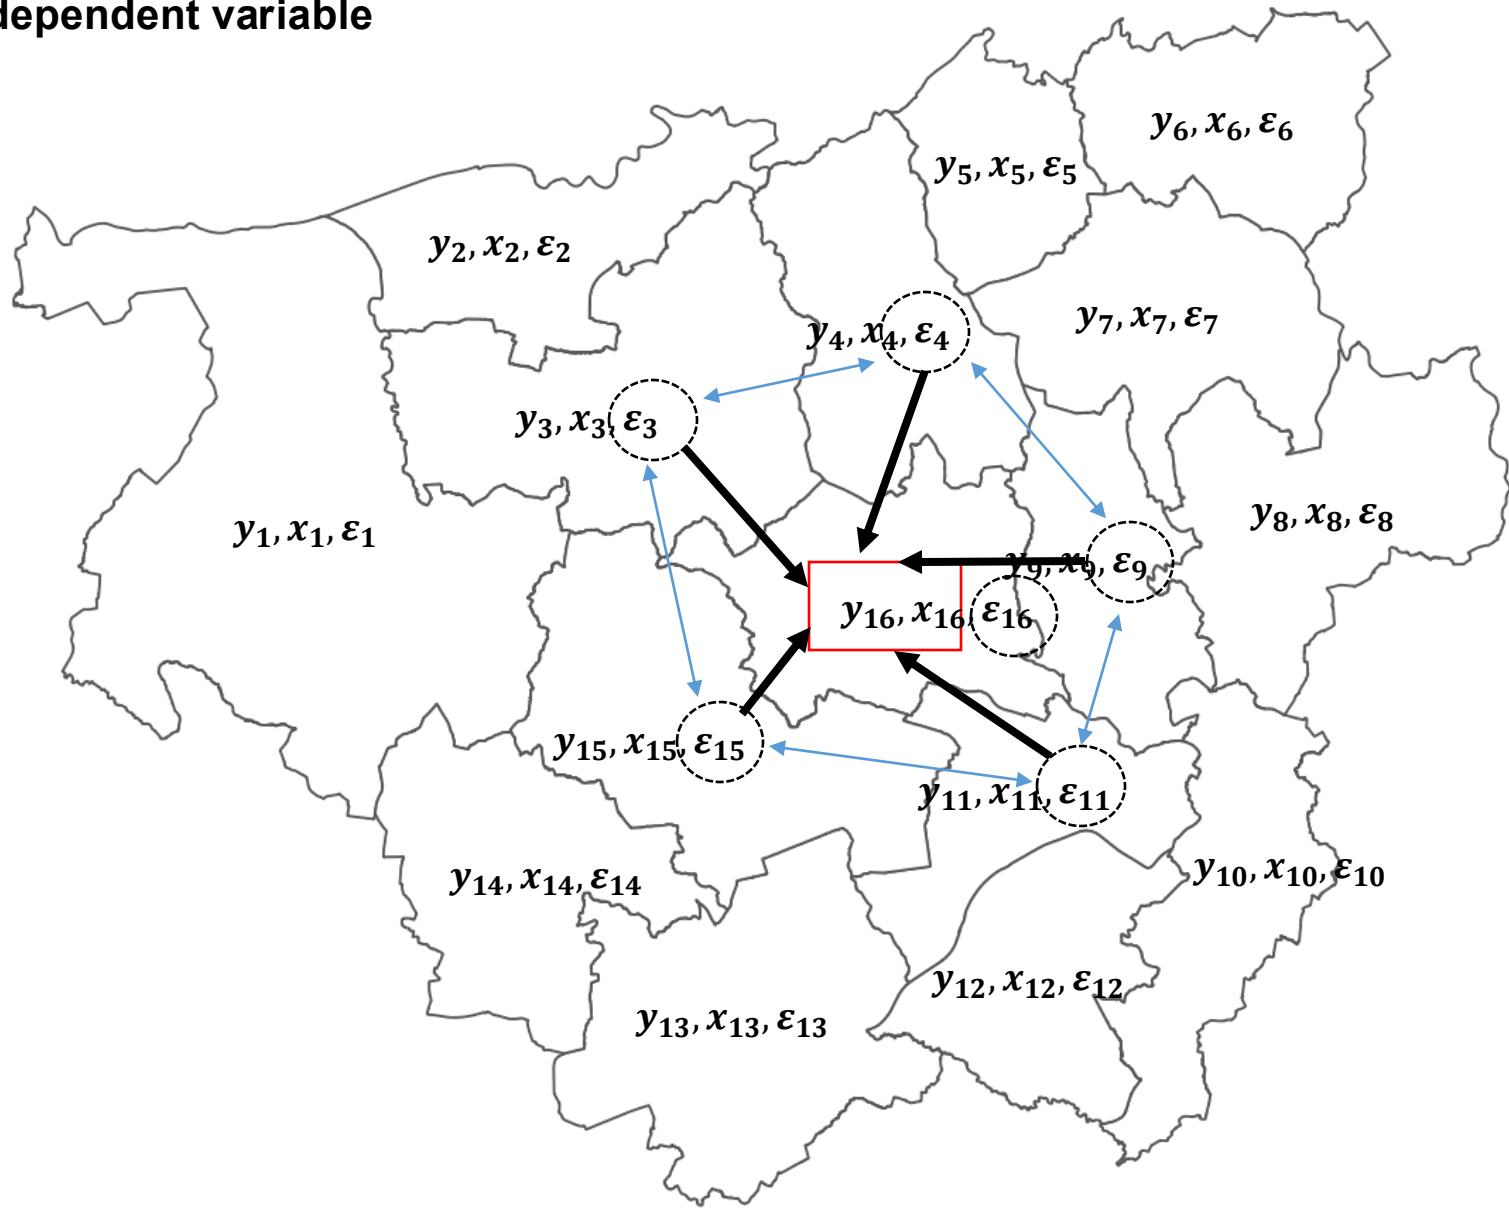 dependent variable
y₆, x₆, ε₆
y₅, x₅, ε₅
y₂, x₂, ε₂
y₇, x₇, ε₇
y₄, x₄, ε₄
y₃, x₃, ε₃
y₈, x₈, ε₈
y₁, x₁, ε₁
y₉, x₉, ε₉
y₁₆, x₁₆, ε₁₆
y₁₅, x₁₅, ε₁₅
y₁₁, x₁₁, ε₁₁
y₁₀, x₁₀, ε₁₀
y₁₄, x₁₄, ε₁₄
y₁₂, x₁₂, ε₁₂
y₁₃, x₁₃, ε₁₃